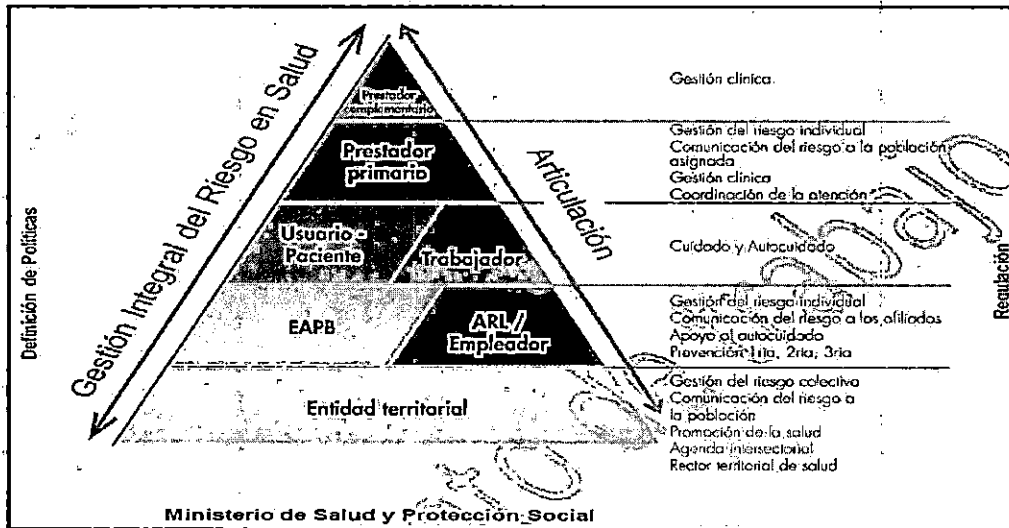 Definición de Políticas
Gestión Integral del Riesgo en Salud
Prestador
complementario
Prestador
primario
Usuario -
Paciente
Trabajador
EAPB
ARL /
Empleador
Entidad territorial
Articulación
Gestión clínica
Gestión del riesgo individual
Comunicación del riesgo a la población
asignada
Gestión clínica
Coordinación de la atención
Cuidado y Autocuidado
Gestión del riesgo individual
Comunicación del riesgo a los afiliados
Apoyo al autocuidado
Prevención 1ria, 2ria, 3ria
Gestión del riesgo colectivo
Comunicación del riesgo a
la población
Promoción de la salud
Agenda intersectorial
Rector territorial de salud
Regulación
Ministerio de Salud y Protección Social